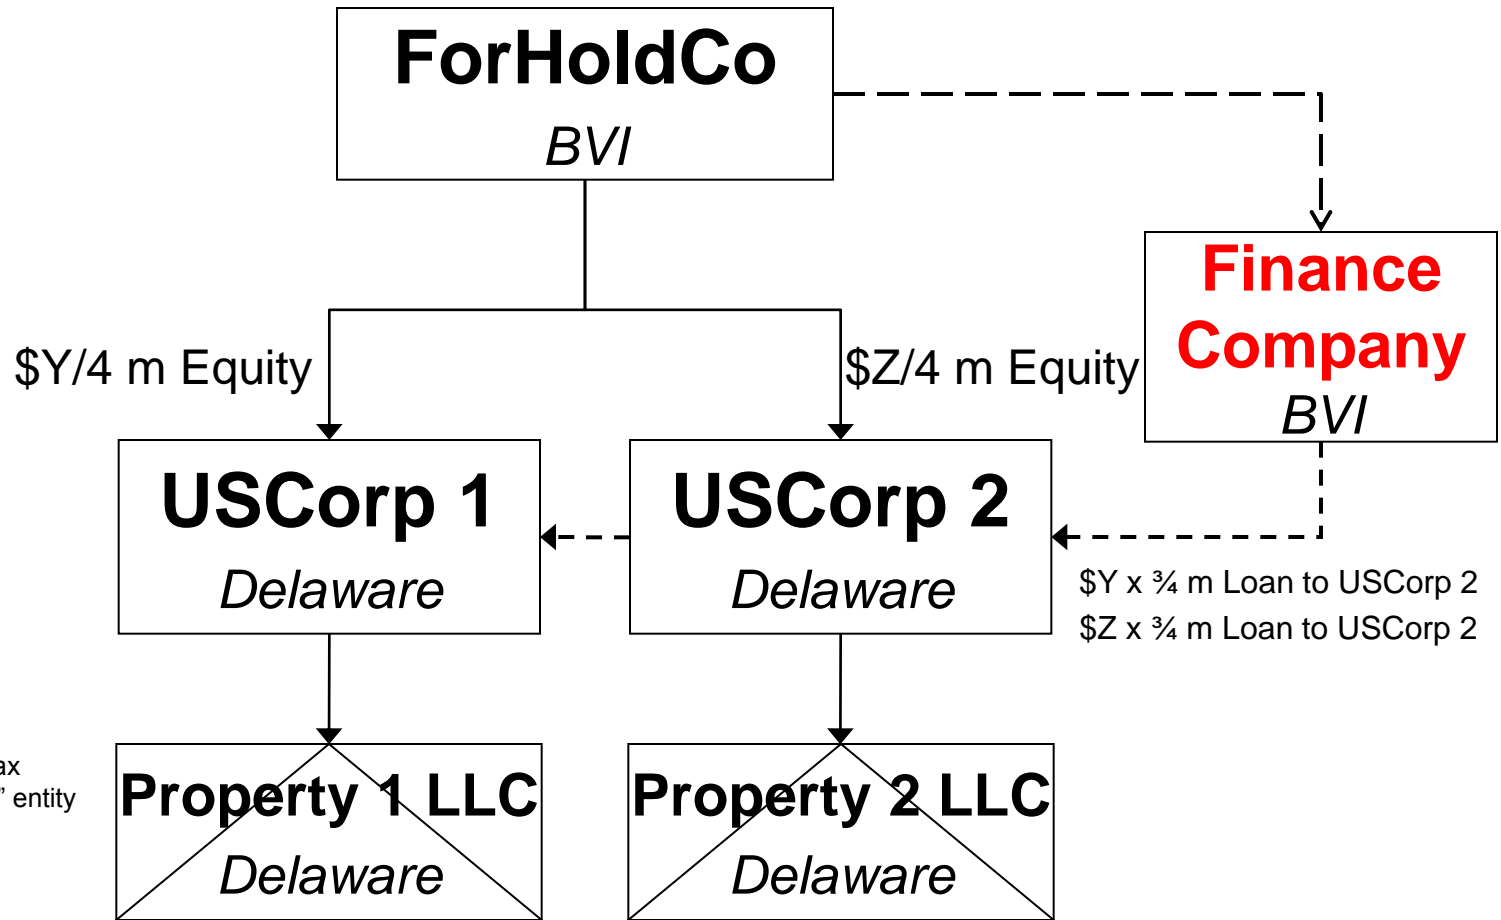 ForHoldCo
BVI
Finance
Company
BVI
$Y/4 m Equity
$Z/4 m Equity
USCorp 1
Delaware
USCorp 2
Delaware
$Y x ¾ m Loan to USCorp 2
$Z x ¾ m Loan to USCorp 2
” entity
Property 1 LLC
Delaware
Property 2 LLC
Delaware